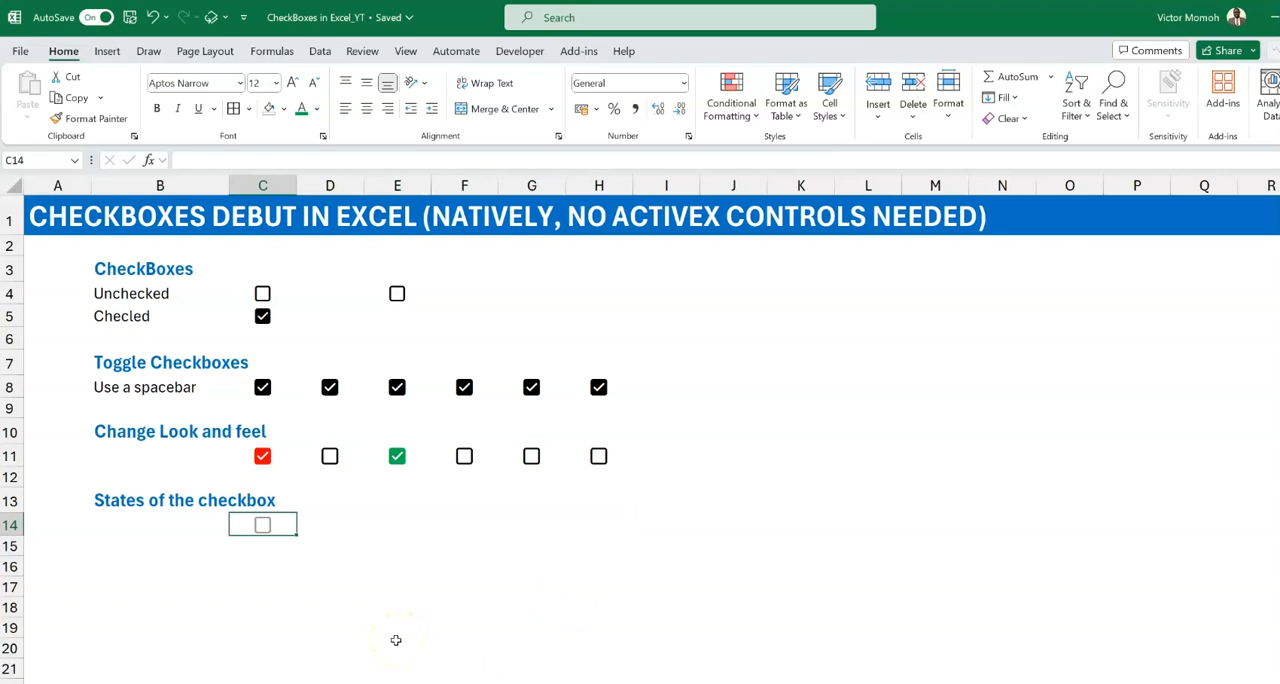 AutoSave On CheckBoxes in Excel_YT • Saved Search Victor Momoh
File Home Insert Draw Page Layout Formulas Data Review View Automate Developer Add-ins Help Comments Share
Paste Cut Copy Format Painter Clipboard
Aptos Narrow 12 A A B I U A Font
Wrap Text Merge & Center Alignment
General % Number
Conditional Formatting Format as Table Cell Styles Styles
Insert Delete Format Cells
AutoSum Fill Clear Sort & Filter Find & Select Editing
Sensitivity Sensitivity
Add-ins Add-ins
C14 fx
A B C D E F G H I J K L M N O P Q R
1 CHECKBOXES DEBUT IN EXCEL (NATIVELY, NO ACTIVEX CONTROLS NEEDED)
2
3 CheckBoxes
4 Unchecked
5 Checled
6
7 Toggle Checkboxes
8 Use a spacebar
9
10 Change Look and feel
11
12
13 States of the checkbox
14
15
16
17
18
19
20
21